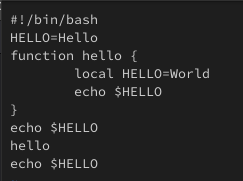 #!/bin/bash
HELLO=Hello
function hello {
        local HELLO=World
        echo $HELLO
}
echo $HELLO
hello
echo $HELLO